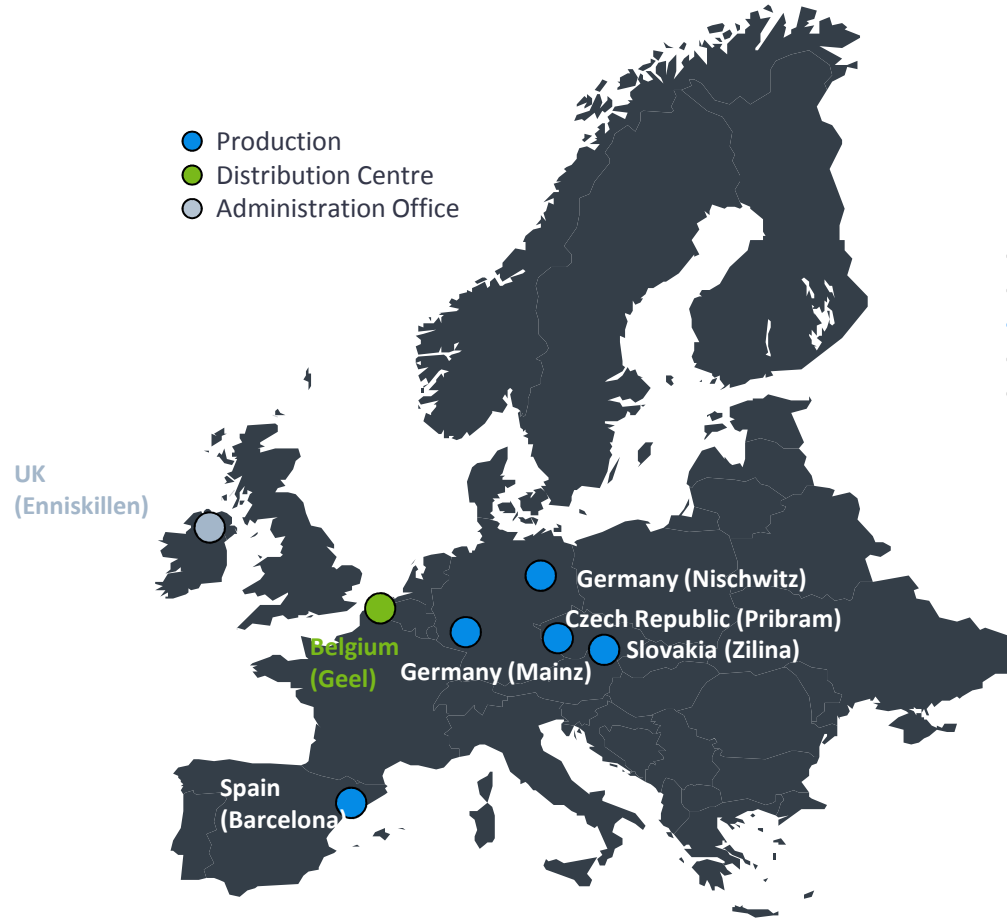 Production
Distribution Centre
Administration Office
UK
(Enniskillen)
Germany (Nischwitz)
Czech Republic (Pribram)
Slovakia (Zilina)
Belgium
(Geel)
Germany (Mainz)
Spain
(Barcelona)